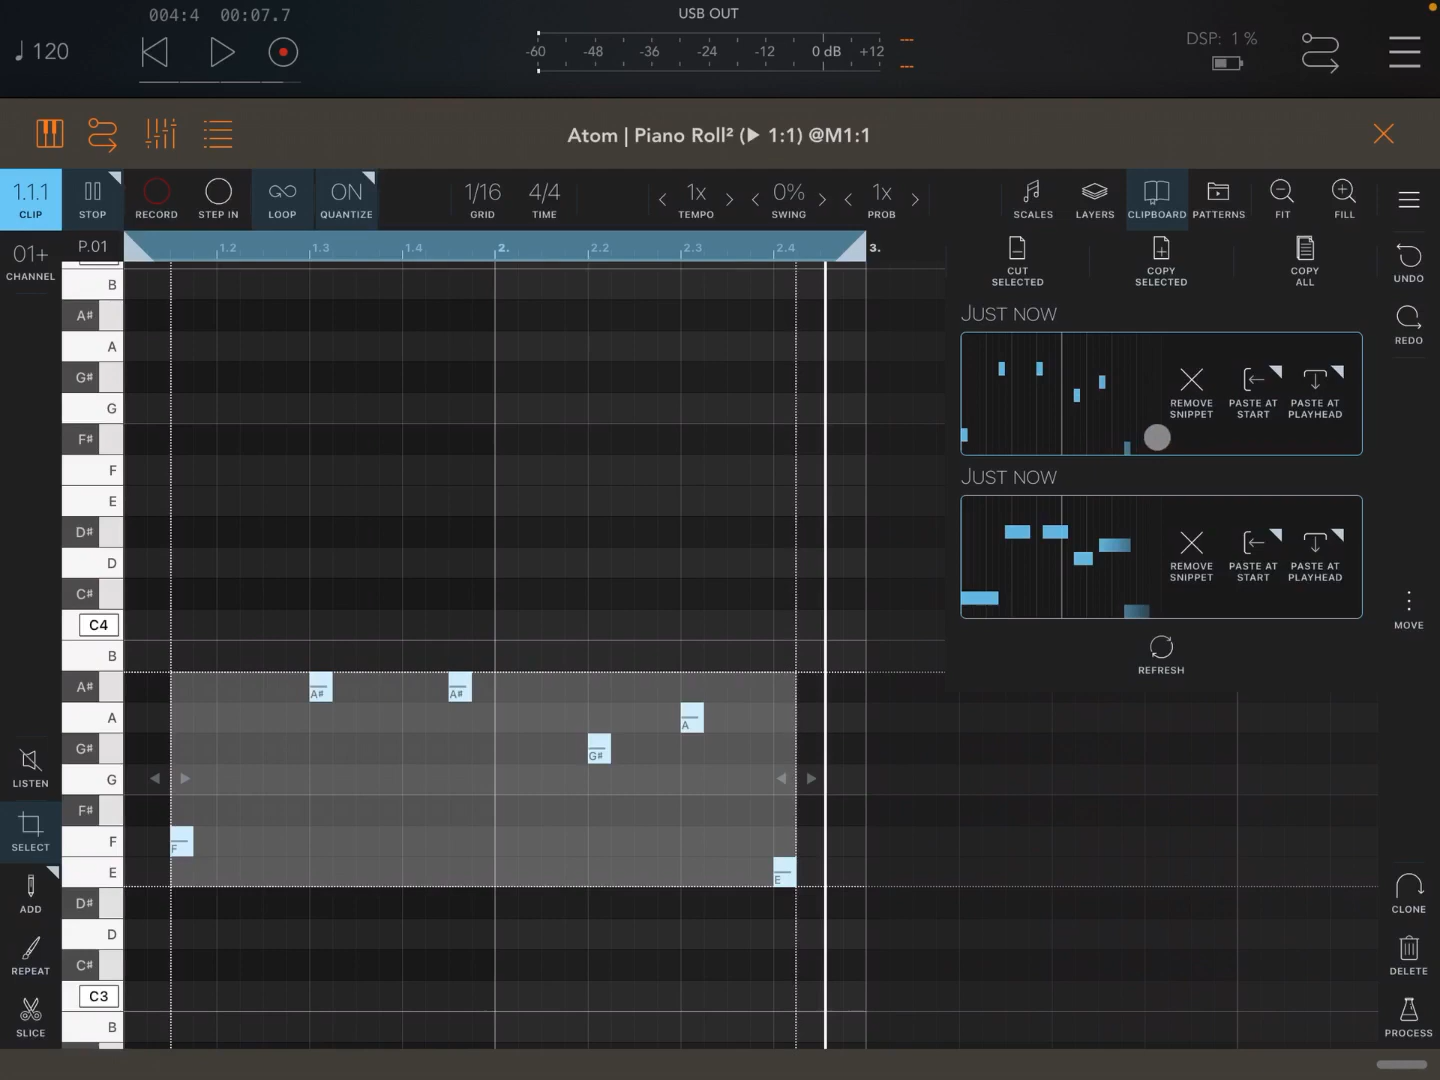 004:4 00:07.7
USB OUT
120
-60 -48 -36 -24 -12 0 dB +12
DSP: 1 %
Atom | Piano Roll² (▶ 1:1) @M1:1
1.1.1
CLIP
STOP
RECORD
STEP IN
LOOP
ON
QUANTIZE
1/16
GRID
4/4
TIME
1x
TEMPO
0%
SWING
1x
PROB
SCALES
LAYERS
CLIPBOARD
PATTERNS
FIT
FILL
01+
CHANNEL
P.01
1.2 1.3 1.4 2. 2.2 2.3 2.4 3.
CUT
SELECTED
COPY
SELECTED
COPY
ALL
UNDO
REDO
JUST NOW
REMOVE
SNIPPET
PASTE AT
START
PASTE AT
PLAYHEAD
JUST NOW
REMOVE
SNIPPET
PASTE AT
START
PASTE AT
PLAYHEAD
REFRESH
MOVE
B
A#
A
G#
G
F#
F
E
D#
D
C#
C4
B
A#
A
G#
G
F#
F
E
D#
D
C#
C3
B
A#
A#
A
G#
F
E
LISTEN
SELECT
ADD
REPEAT
SLICE
CLONE
DELETE
PROCESS